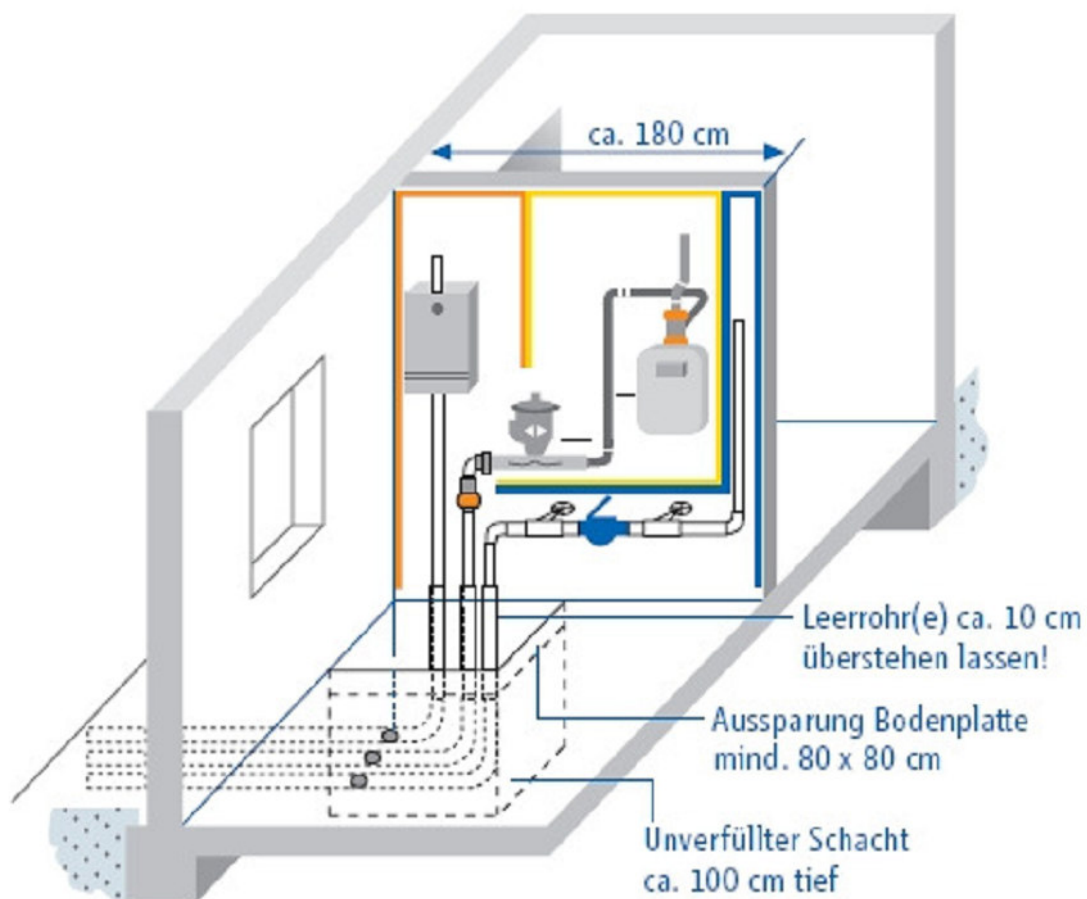 ca. 180 cm
Leerrohr(e) ca. 10 cm
überstehen lassen!
Aussparung Bodenplatte
mind. 80 x 80 cm
Unverfüllter Schacht
ca. 100 cm tief